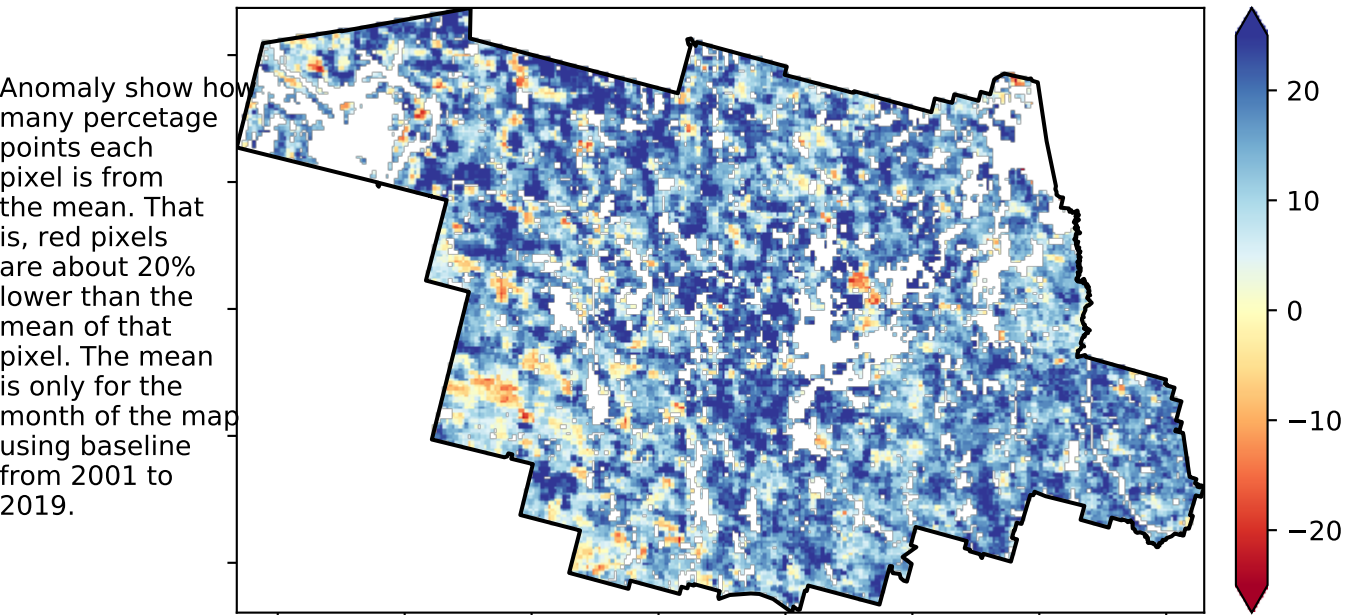 Anomaly show how
many percetage
points each
pixel is from
the mean. That
is, red pixels
are about 20%
lower than the
mean of that
pixel. The mean
is only for the
month of the map
using baseline
from 2001 to
2019.
20
10
0
−10
−20